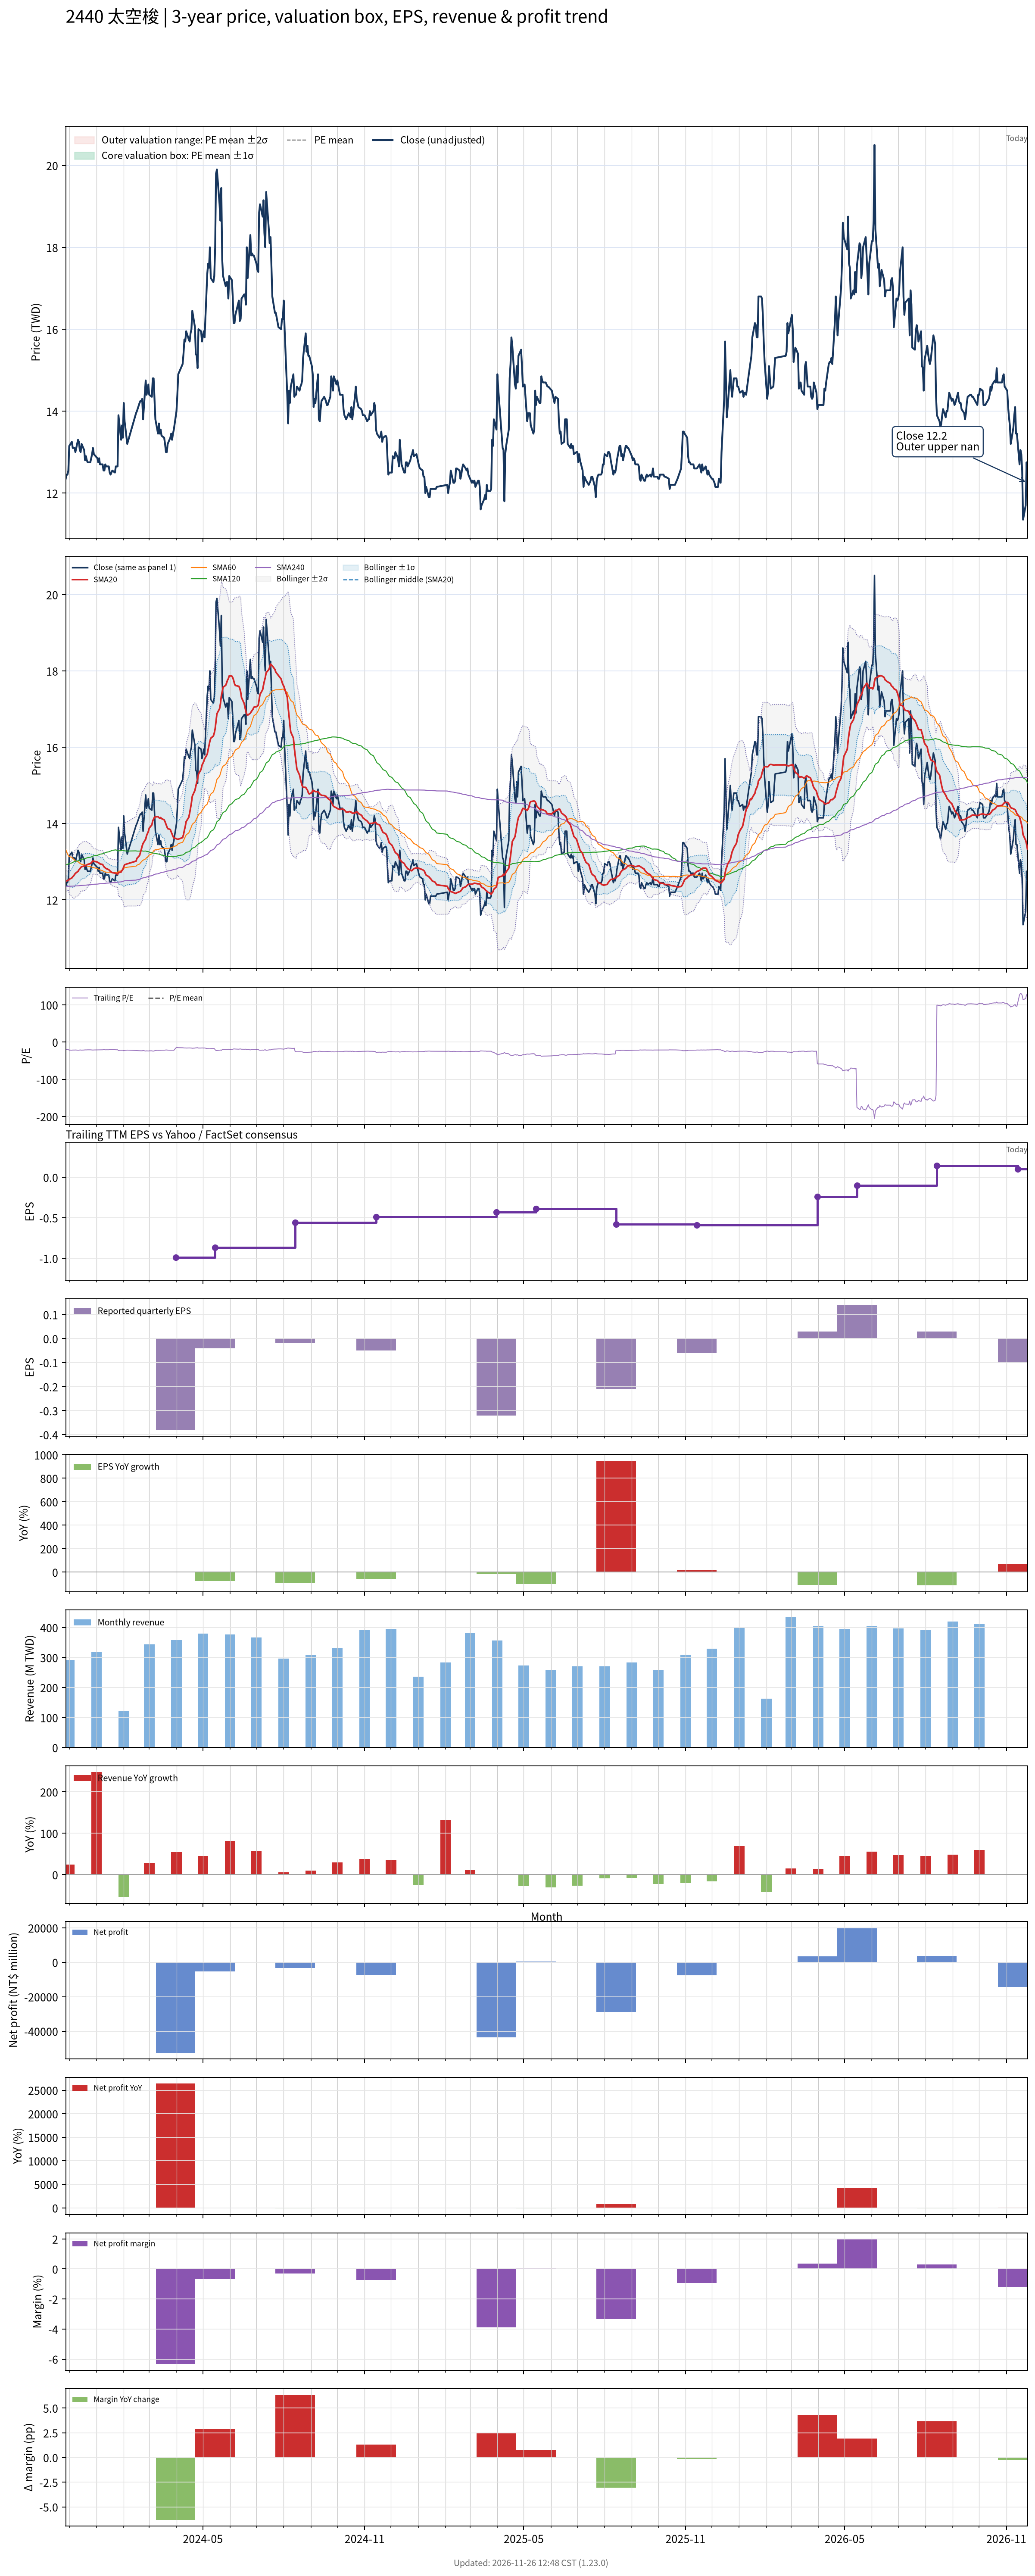 2440 太空梭 | 3-year price, valuation box, EPS, revenue & profit trend
Outer valuation range: PE mean ±2σ
Core valuation box: PE mean ±1σ
PE mean
Close (unadjusted)
Today
Price (TWD)
20
18
16
14
12
Close 12.2
Outer upper nan
Close (same as panel 1)
SMA20
SMA60
SMA120
SMA240
Bollinger ±2σ
Bollinger ±1σ
Bollinger middle (SMA20)
Price
20
18
16
14
12
Trailing P/E
P/E mean
P/E
100
0
-100
-200
Trailing TTM EPS vs Yahoo / FactSet consensus
Today
EPS
0.0
-0.5
-1.0
Reported quarterly EPS
EPS
0.1
0.0
-0.1
-0.2
-0.3
-0.4
EPS YoY growth
YoY (%)
1000
800
600
400
200
0
Monthly revenue
Revenue (M TWD)
400
300
200
100
0
Revenue YoY growth
YoY (%)
200
100
0
Month
Net profit
Net profit (NT$ million)
20000
0
-20000
-40000
Net profit YoY
YoY (%)
25000
20000
15000
10000
5000
0
Net profit margin
Margin (%)
2
0
-2
-4
-6
Margin YoY change
Δ margin (pp)
5.0
2.5
0.0
-2.5
-5.0
2024-05
2024-11
2025-05
2025-11
2026-05
2026-11
Updated: 2026-11-26 12:48 CST (1.23.0)